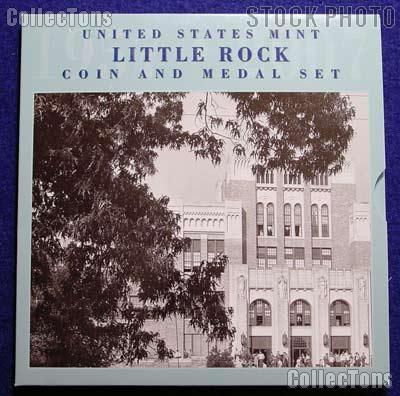 CollecTons
STOCK PHOTO
UNITED STATES MINT
LITTLE ROCK
COIN AND MEDAL SET
CollecTons